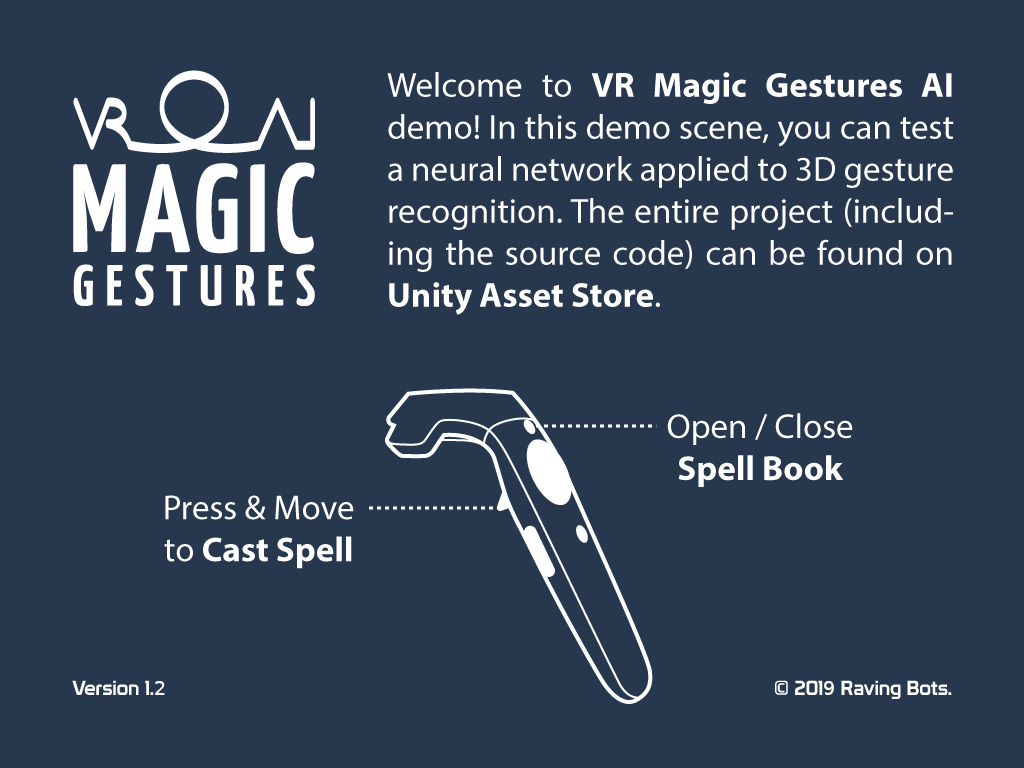 VR AI
MAGIC
GESTURES
Welcome to VR Magic Gestures AI
demo! In this demo scene, you can test
a neural network applied to 3D gesture
recognition. The entire project (includ-
ing the source code) can be found on
Unity Asset Store.
Open / Close
Spell Book
Press & Move
to Cast Spell
Version 1.2
© 2019 Raving Bots.